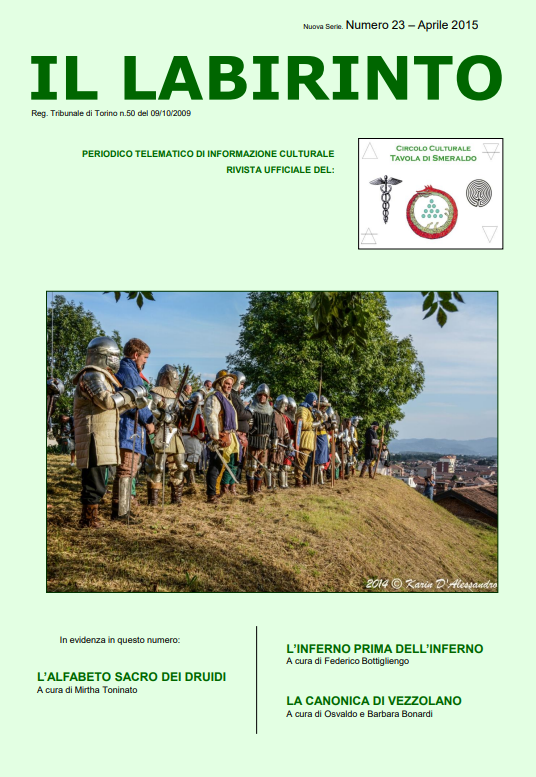 Nuova Serie. Numero 23 – Aprile 2015
IL LABIRINTO
Reg. Tribunale di Torino n.50 del 09/10/2009
PERIODICO TELEMATICO DI INFORMAZIONE CULTURALE
RIVISTA UFFICIALE DEL:
CIRCOLO CULTURALE
TAVOLA DI SMERALDO
2014 © Karin D'Alessandro
In evidenza in questo numero:
L'ALFABETO SACRO DEI DRUIDI
A cura di Mirtha Toninato
L'INFERNO PRIMA DELL'INFERNO
A cura di Federico Bottigliengo
LA CANONICA DI VEZZOLANO
A cura di Osvaldo e Barbara Bonardi